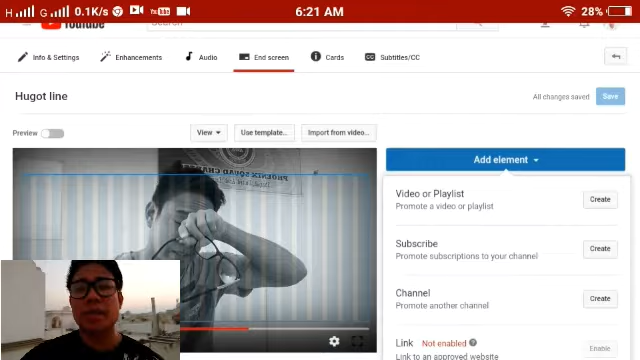 H G 0.1K/s 6:21 AM 28%
YouTube
Info & Settings Enhancements Audio End screen Cards CC Subtitles/CC
Hugot line All changes saved Save
Preview View Use template... Import from video... Add element
Video or Playlist
Promote a video or playlist
Create
Subscribe
Promote subscriptions to your channel
Create
Channel
Promote another channel
Create
Link Not enabled ?
Link to an approved website
Enable